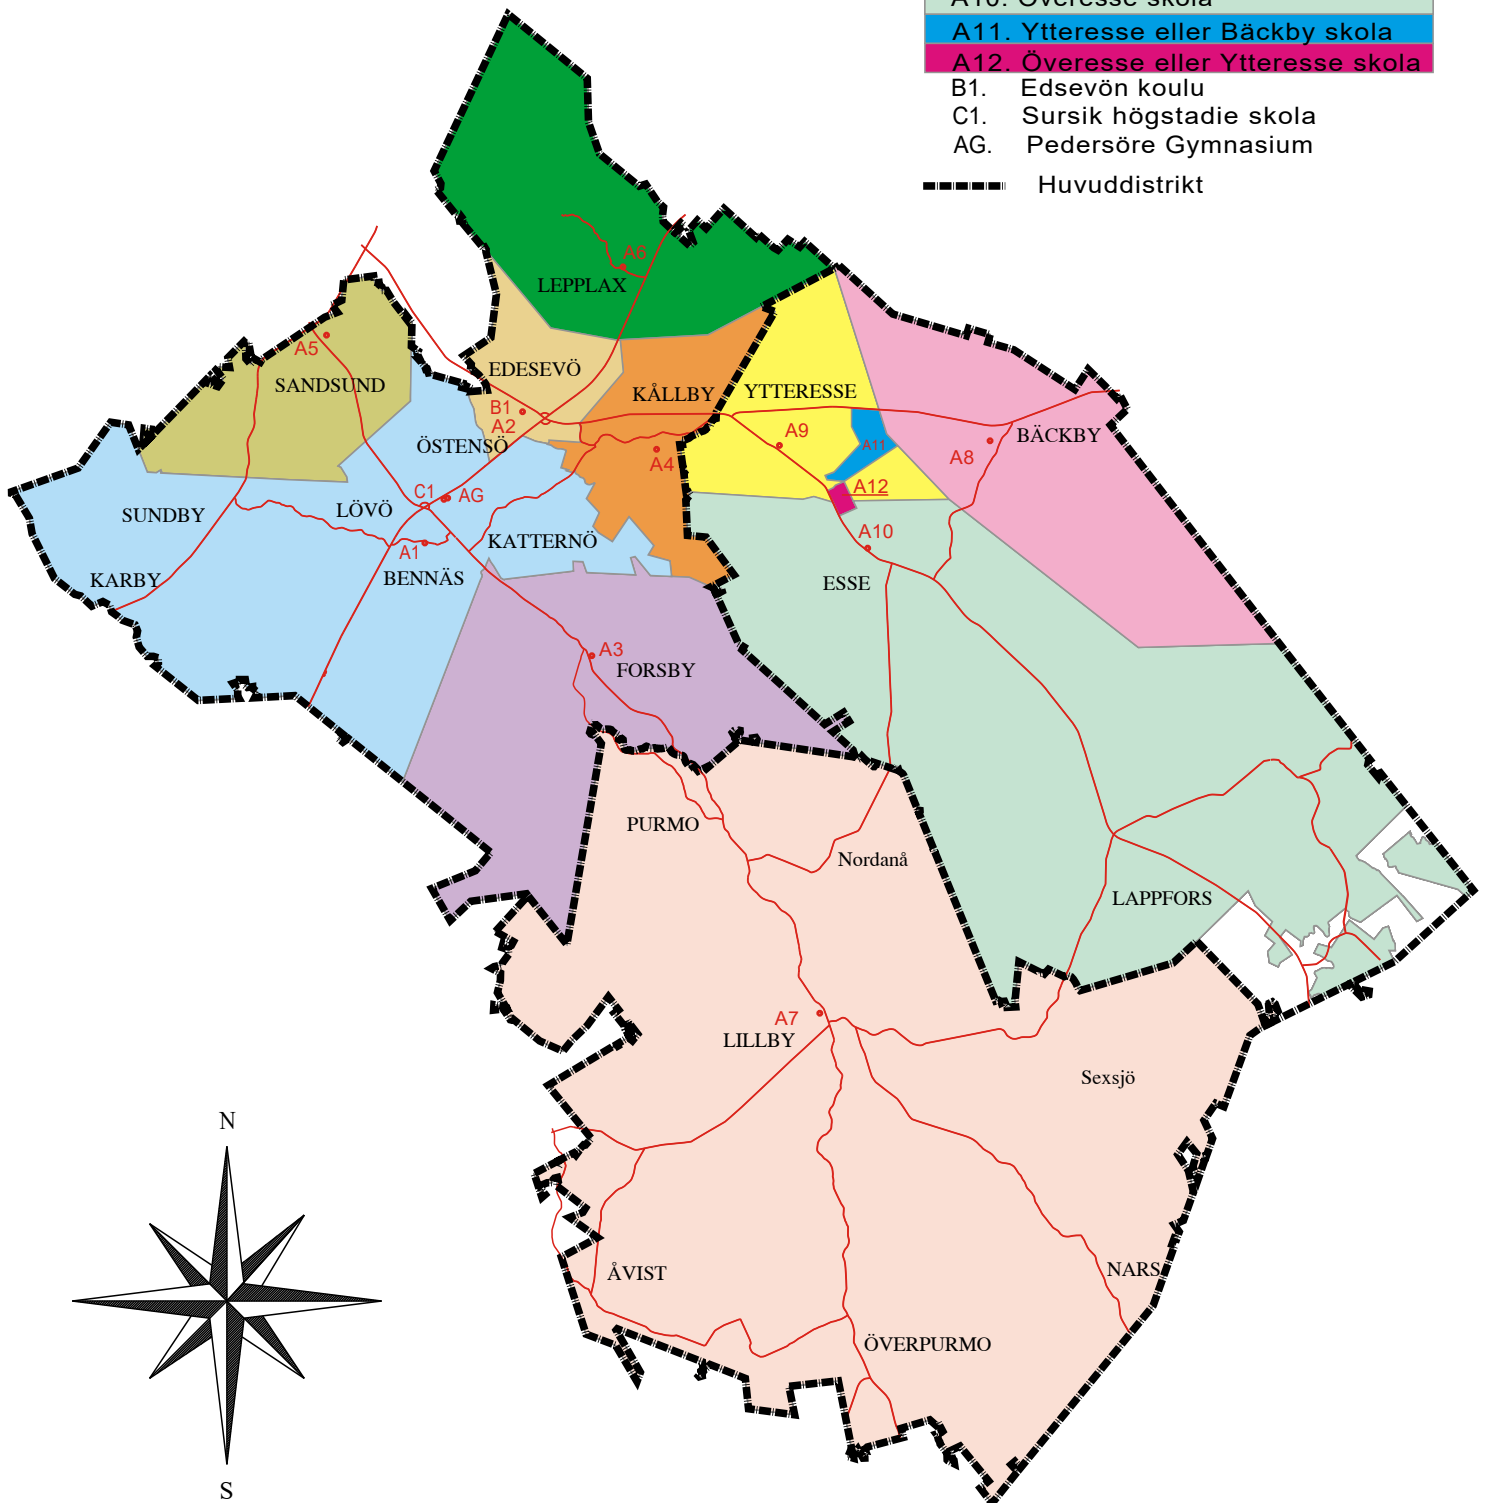 A10. Överesse skola
A11. Ytteresse eller Bäckby skola
A12. Överesse eller Ytteresse skola
B1. Edsevön koulu
C1. Sursik högstadie skola
AG. Pedersöre Gymnasium
Huvuddistrikt
A6
LEPPLAX
A5
SANDSUND
EDESEVÖ
KÅLLBY
YTTERESSE
B1
A2
ÖSTENSÖ
A9
A11
A8
BÄCKBY
A4
C1
AG
A12
SUNDBY
LÖVÖ
A1
KATTERNÖ
A10
KARBY
BENNÄS
ESSE
A3
FORSBY
PURMO
Nordanå
LAPPFORS
A7
LILLBY
Sexsjö
N
ÅVIST
NARS
ÖVERPURMO
S